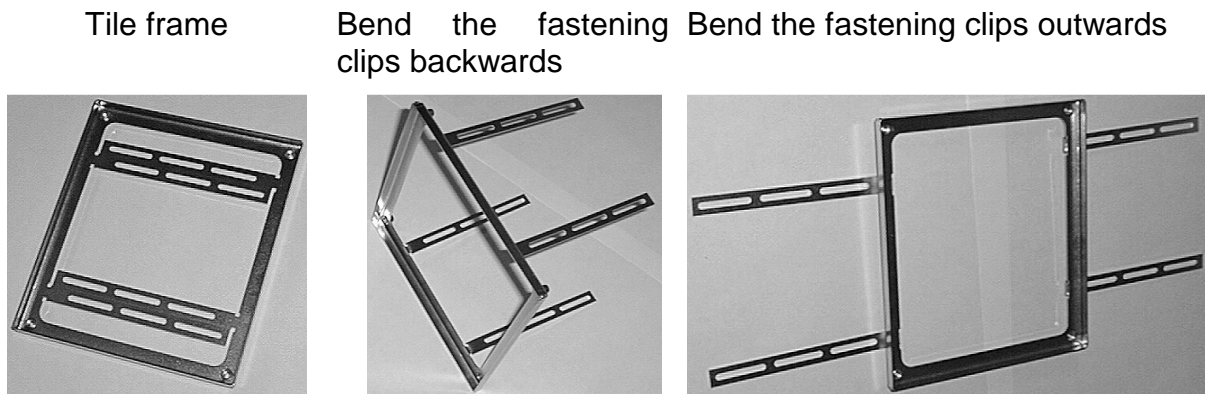 Tile frame
Bend the fastening
clips backwards
Bend the fastening clips outwards